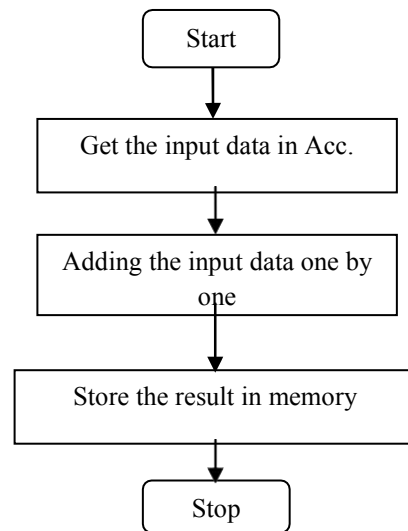 Start
Get the input data in Acc.
Adding the input data one by
one
Store the result in memory
Stop